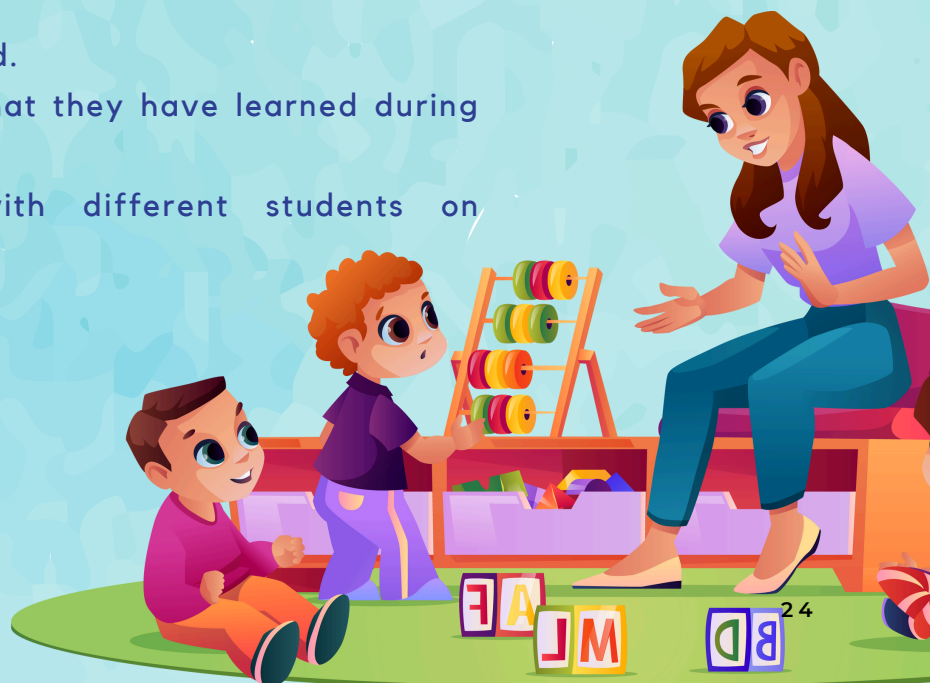 d.
at they have learned during
ith different students on
E A
L M
D B
24